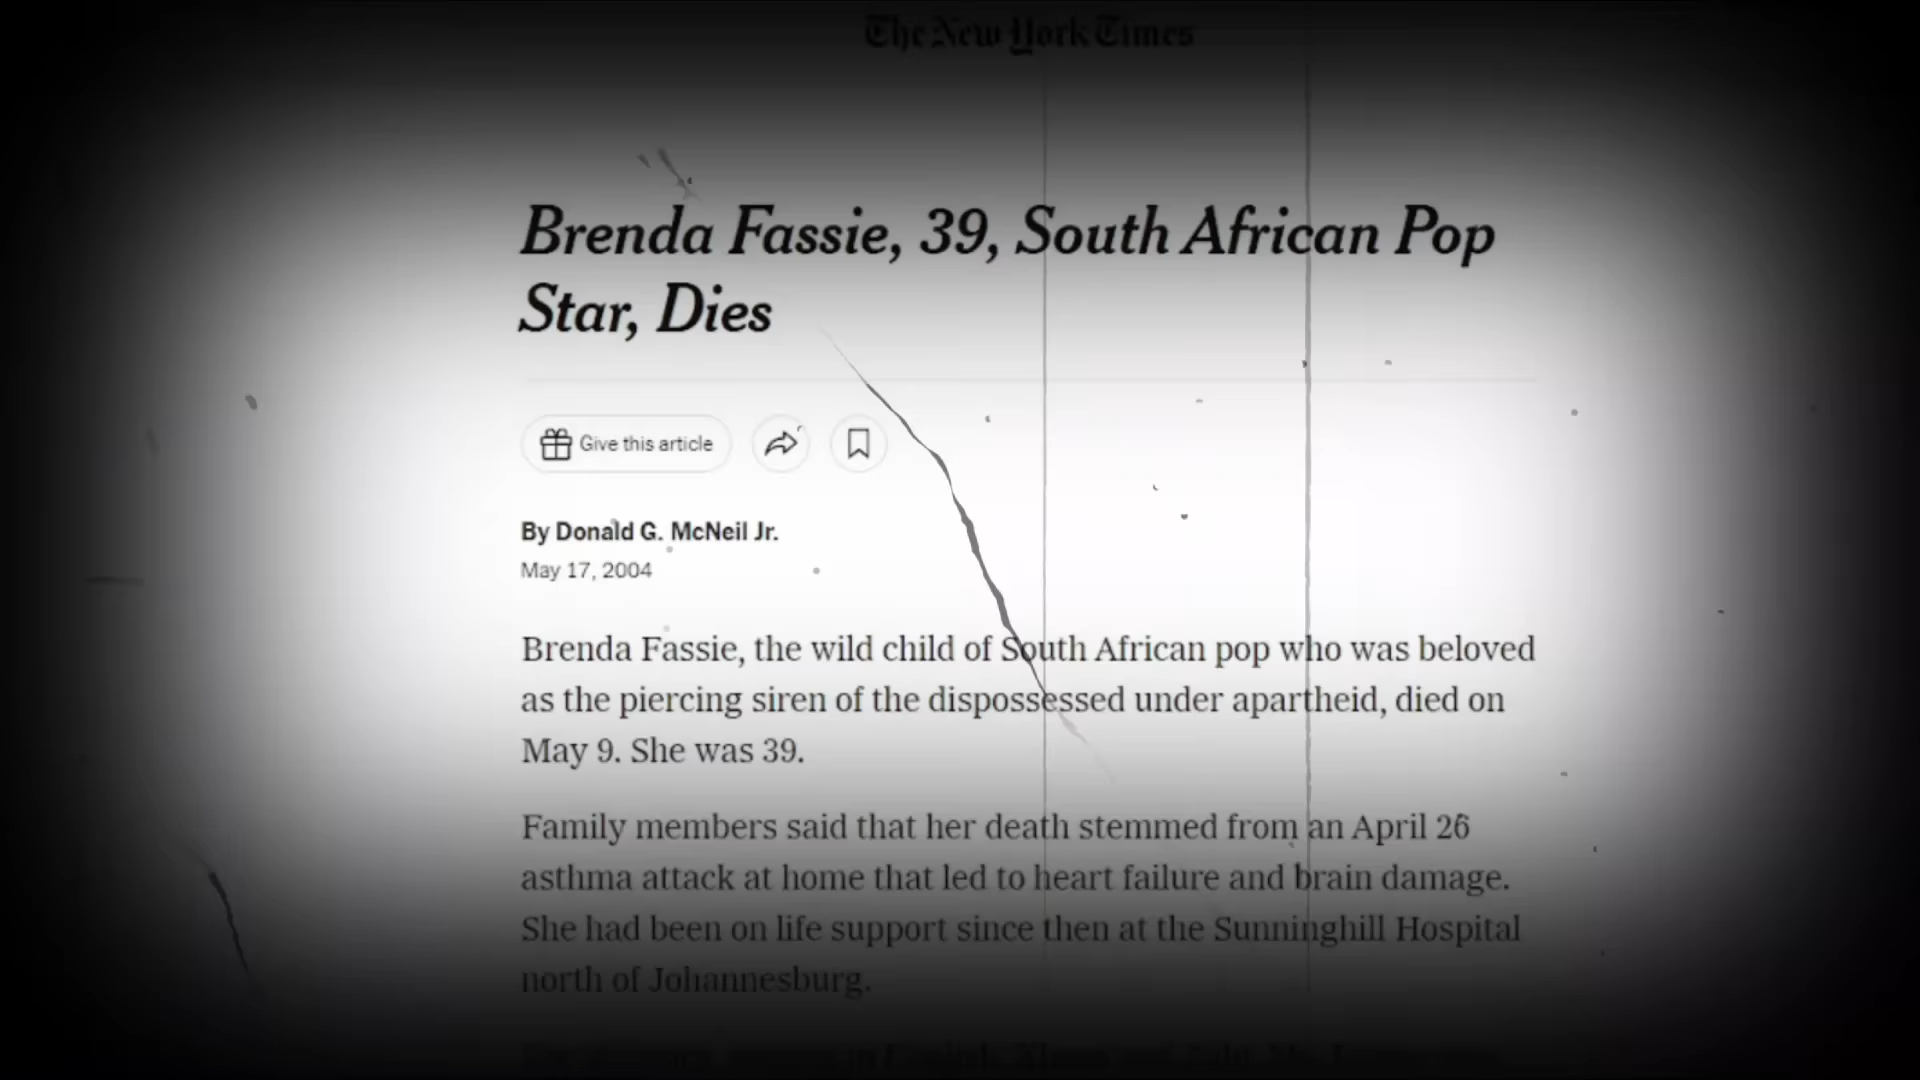 The New York Times
Brenda Fassie, 39, South African Pop
Star, Dies
Give this article
By Donald G. McNeil Jr.
May 17, 2004
Brenda Fassie, the wild child of South African pop who was beloved
as the piercing siren of the dispossessed under apartheid, died on
May 9. She was 39.
Family members said that her death stemmed from an April 26
asthma attack at home that led to heart failure and brain damage.
She had been on life support since then at the Sunninghill Hospital
north of Johannesburg.